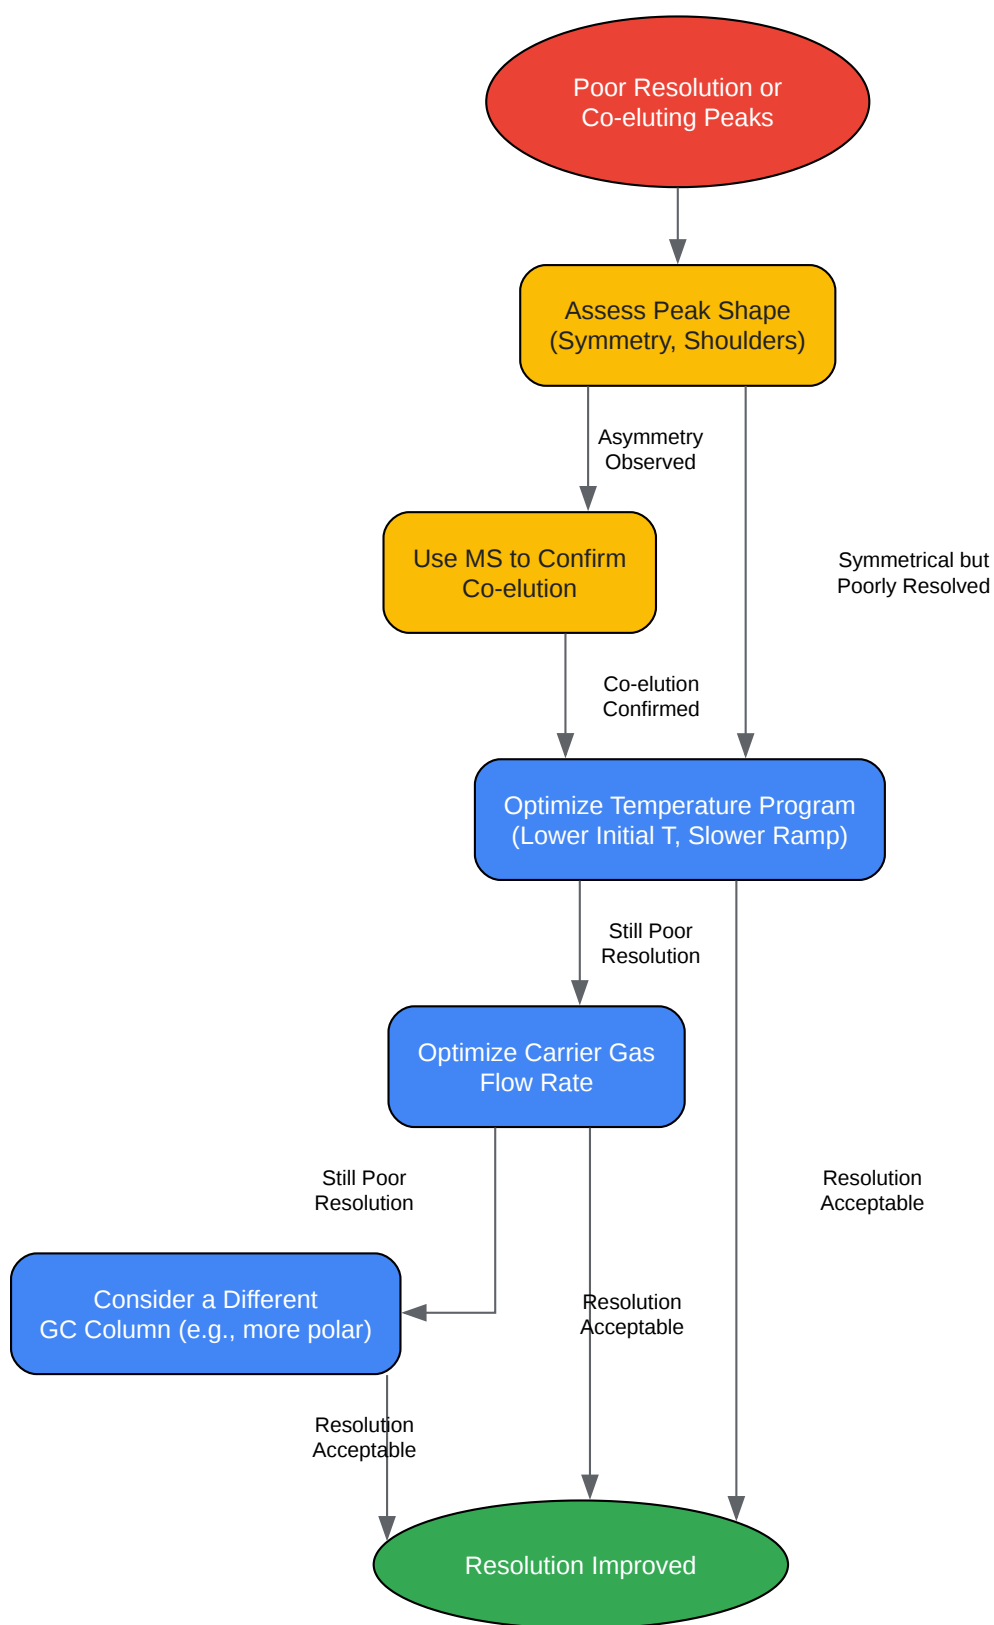 Poor Resolution or
Co-eluting Peaks
Assess Peak Shape
(Symmetry, Shoulders)
Asymmetry
Observed
Use MS to Confirm
Co-elution
Symmetrical but
Poorly Resolved
Co-elution
Confirmed
Optimize Temperature Program
(Lower Initial T, Slower Ramp)
Still Poor
Resolution
Optimize Carrier Gas
Flow Rate
Still Poor
Resolution
Resolution
Acceptable
Consider a Different
GC Column (e.g., more polar)
Resolution
Acceptable
Resolution
Acceptable
Resolution Improved